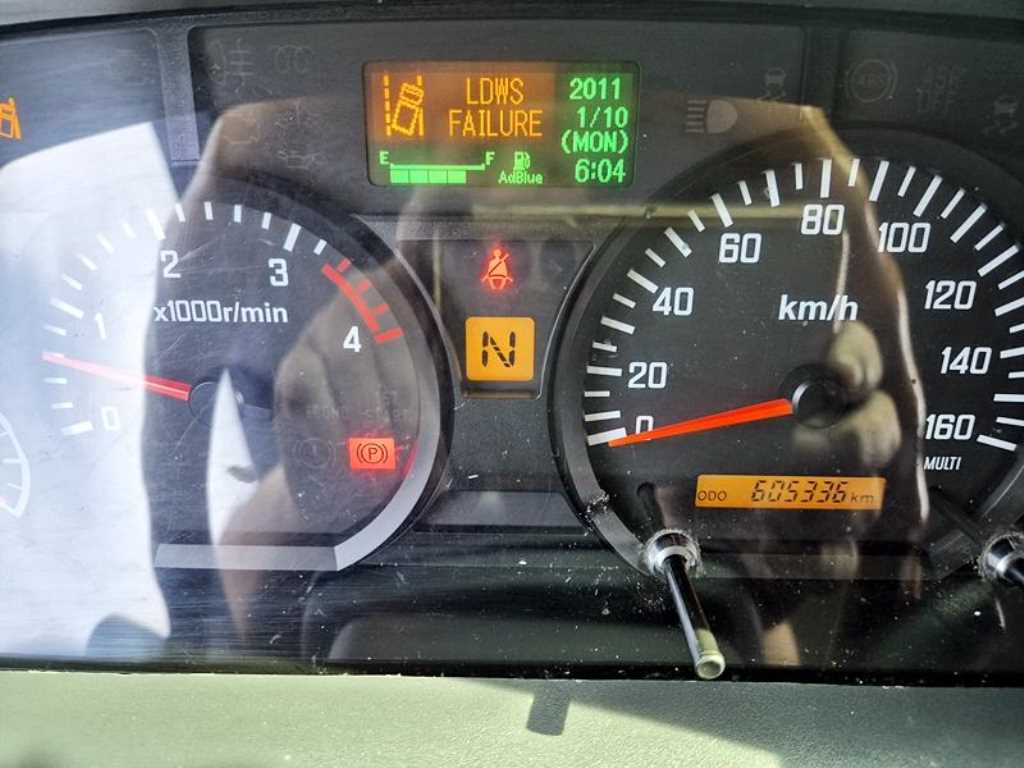 LDWS
FAILURE
2011
1/10
(MON)
6:04
E F
AdBlue
ABS
0 1 2 3 4
x1000r/min
N
P
0 20 40 60 80 100 120 140 160
km/h
MULTI
ODO 605336 km